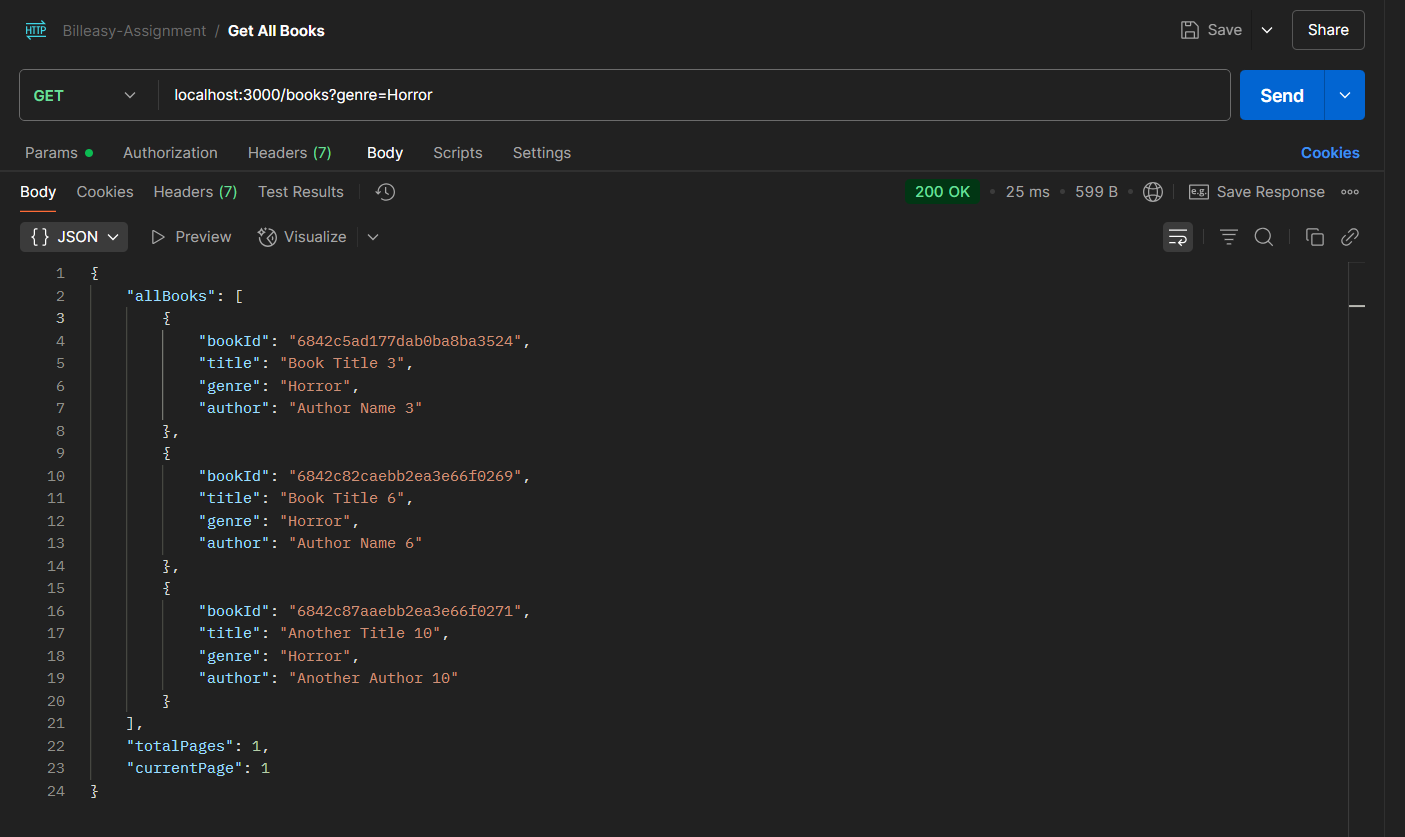 HTTP Billeasy-Assignment / Get All Books Save Share
GET localhost:3000/books?genre=Horror Send
Params Authorization Headers (7) Body Scripts Settings Cookies
Body Cookies Headers (7) Test Results 200 OK 25 ms 599 B e.g. Save Response
{} JSON Preview Visualize
1 {
2 "allBooks": [
3 {
4 "bookId": "6842c5ad177dab0ba8ba3524",
5 "title": "Book Title 3",
6 "genre": "Horror",
7 "author": "Author Name 3"
8 },
9 {
10 "bookId": "6842c82caebb2ea3e66f0269",
11 "title": "Book Title 6",
12 "genre": "Horror",
13 "author": "Author Name 6"
14 },
15 {
16 "bookId": "6842c87aaebb2ea3e66f0271",
17 "title": "Another Title 10",
18 "genre": "Horror",
19 "author": "Another Author 10"
20 }
21 ],
22 "totalPages": 1,
23 "currentPage": 1
24 }